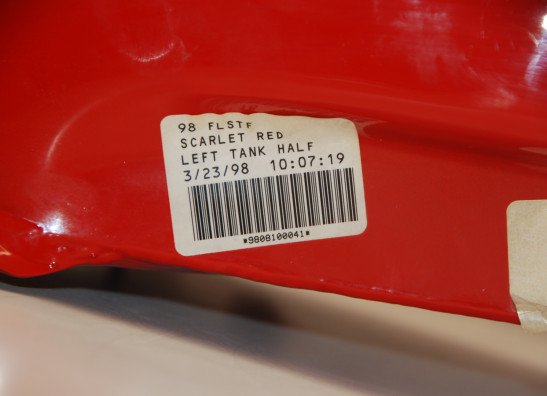 98 FLSTF
SCARLET RED
LEFT TANK HALF
3/23/98 10:07:19
*9808100041*